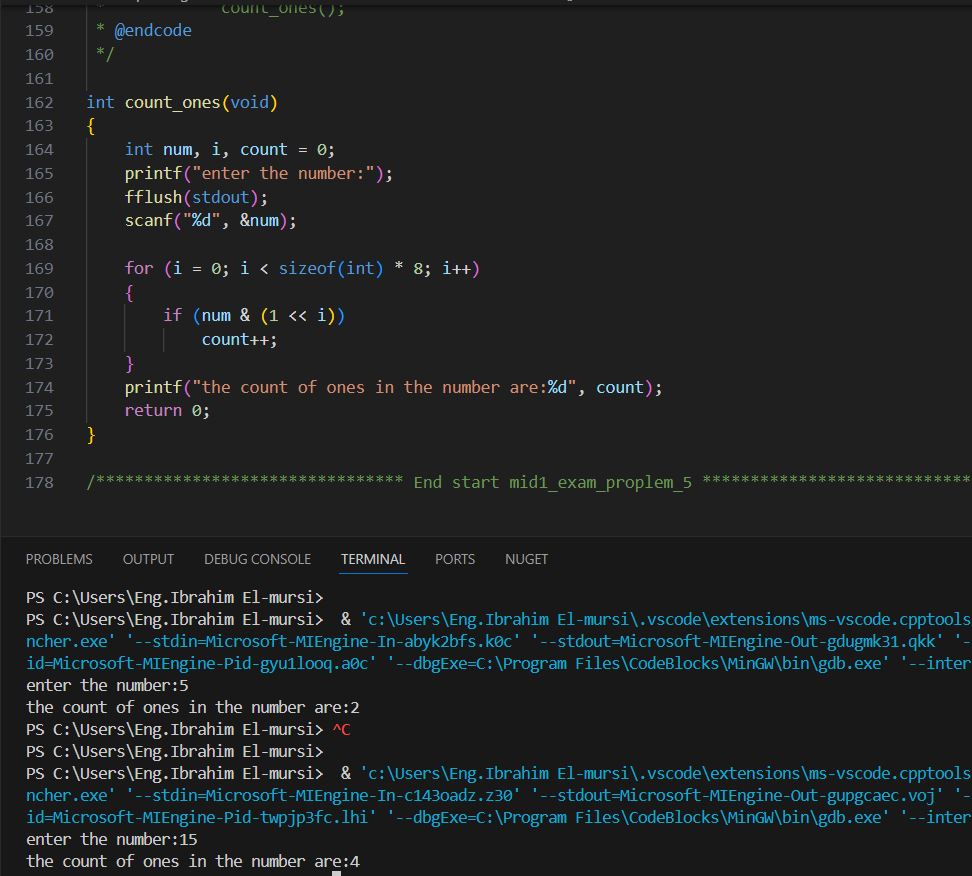 158 * count_ones();
159 * @endcode
160 */
161
162 int count_ones(void)
163 {
164 int num, i, count = 0;
165 printf("enter the number:");
166 fflush(stdout);
167 scanf("%d", &num);
168
169 for (i = 0; i < sizeof(int) * 8; i++)
170 {
171 if (num & (1 << i))
172 count++;
173 }
174 printf("the count of ones in the number are:%d", count);
175 return 0;
176 }
177
178 /******************************** End start mid1_exam_proplem_5 ****************************
PROBLEMS OUTPUT DEBUG CONSOLE TERMINAL PORTS NUGET
PS C:\Users\Eng.Ibrahim El-mursi>
PS C:\Users\Eng.Ibrahim El-mursi> & 'c:\Users\Eng.Ibrahim El-mursi\.vscode\extensions\ms-vscode.cpptools
ncher.exe' '--stdin=Microsoft-MIEngine-In-abyk2bfs.k0c' '--stdout=Microsoft-MIEngine-Out-gdugmk31.qkk' '-
id=Microsoft-MIEngine-Pid-gyu1looq.a0c' '--dbgExe=C:\Program Files\CodeBlocks\MinGW\bin\gdb.exe' '--inter
enter the number:5
the count of ones in the number are:2
PS C:\Users\Eng.Ibrahim El-mursi> ^C
PS C:\Users\Eng.Ibrahim El-mursi>
PS C:\Users\Eng.Ibrahim El-mursi> & 'c:\Users\Eng.Ibrahim El-mursi\.vscode\extensions\ms-vscode.cpptools
ncher.exe' '--stdin=Microsoft-MIEngine-In-c143oadz.z30' '--stdout=Microsoft-MIEngine-Out-gupgcaec.voj' '-
id=Microsoft-MIEngine-Pid-twpjp3fc.lhi' '--dbgExe=C:\Program Files\CodeBlocks\MinGW\bin\gdb.exe' '--inter
enter the number:15
the count of ones in the number are:4